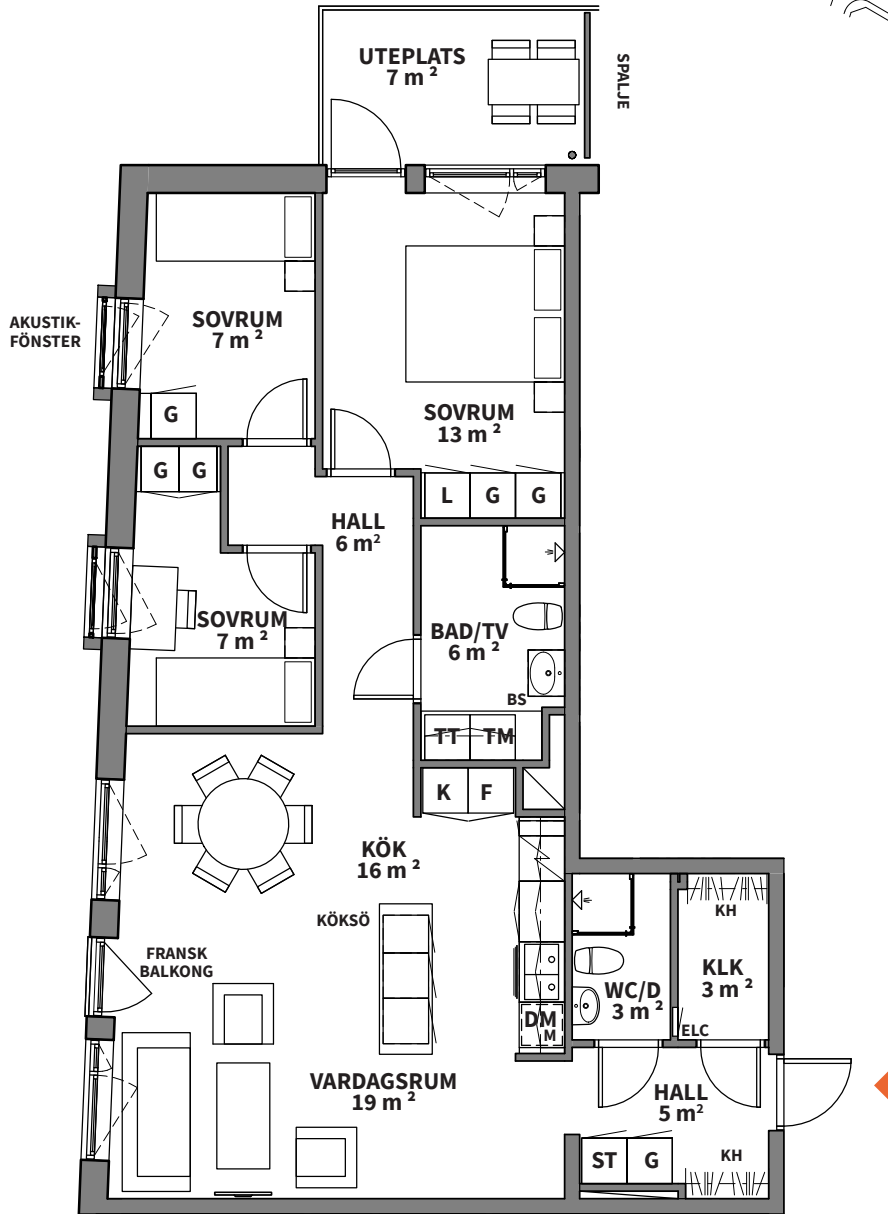 UTEPLATS
7 m²
SPALJE
AKUSTIK-
FÖNSTER
SOVRUM
7 m²
G
SOVRUM
13 m²
G G
L G G
HALL
6 m²
SOVRUM
7 m²
BAD/TV
6 m²
BS
TT TM
K F
KÖK
16 m²
KÖKSÖ
FRANSK
BALKONG
KH
KLK
3 m²
WC/D
3 m²
DM
M
ELC
VARDAGSRUM
19 m²
HALL
5 m²
ST G
KH